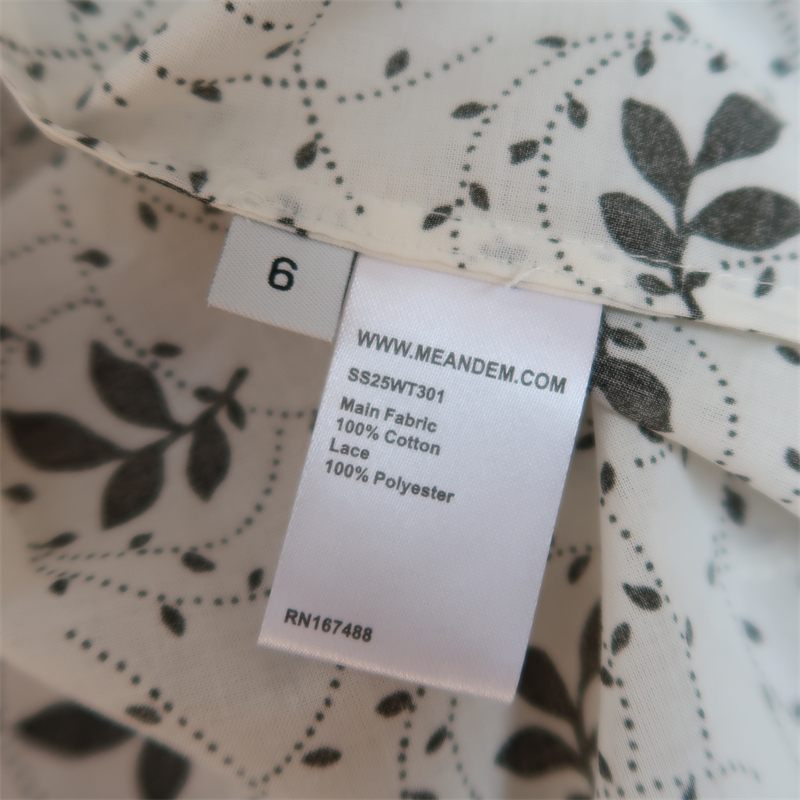 6
WWW.MEANDEM.COM
SS25WT301
Main Fabric
100% Cotton
Lace
100% Polyester
RN167488